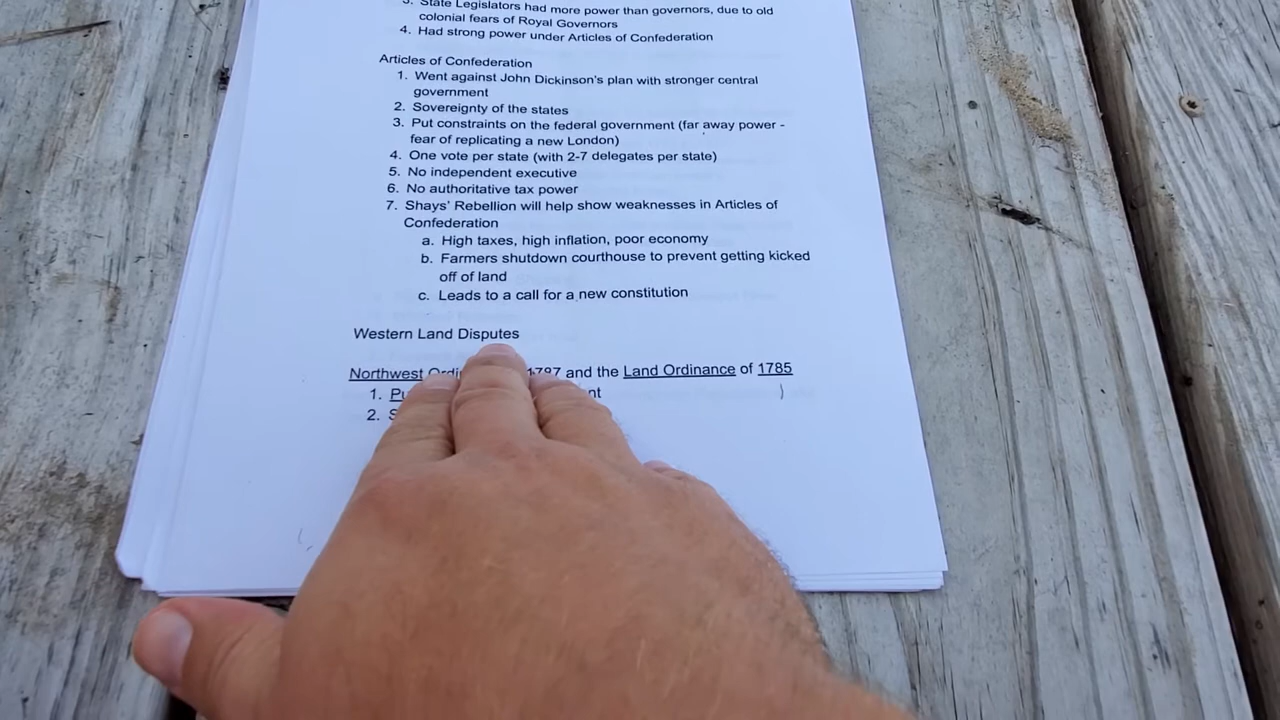 3. State Legislators had more power than governors, due to old
colonial fears of Royal Governors
4. Had strong power under Articles of Confederation
Articles of Confederation
1. Went against John Dickinson's plan with stronger central
government
2. Sovereignty of the states
3. Put constraints on the federal government (far away power -
fear of replicating a new London)
4. One vote per state (with 2-7 delegates per state)
5. No independent executive
6. No authoritative tax power
7. Shays' Rebellion will help show weaknesses in Articles of
Confederation
a. High taxes, high inflation, poor economy
b. Farmers shutdown courthouse to prevent getting kicked
off of land
c. Leads to a call for a new constitution
Western Land Disputes
Northwest 1787 and the Land Ordinance of 1785
1.
2.